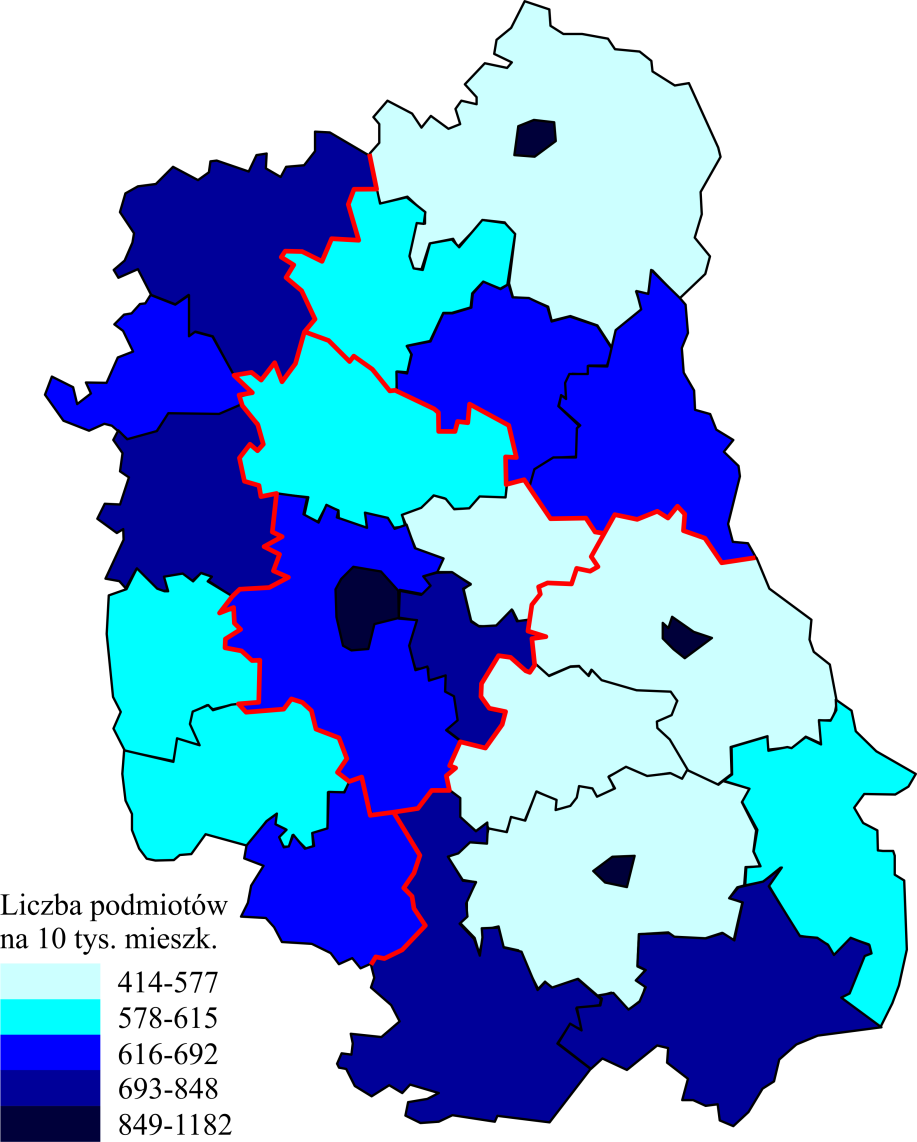 Liczba podmiotów
na 10 tys. mieszk.
414-577
578-615
616-692
693-848
849-1182